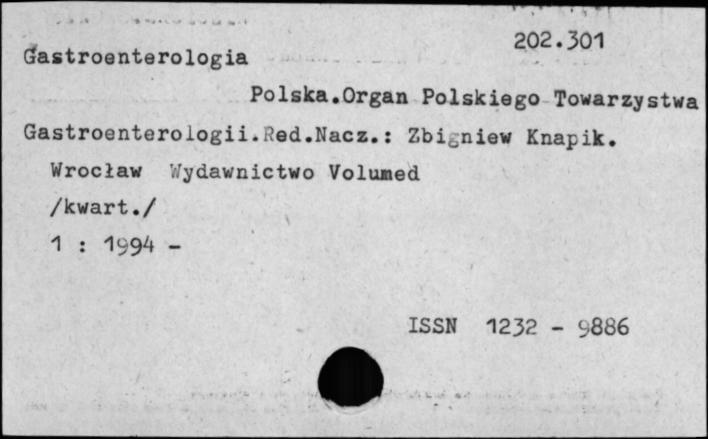 202.301
Gastroenterologia
Polska.Organ Polskiego Towarzystwa
Gastroenterologii.Red.Nacz.: Zbigniew Knapik.
Wrocław Wydawnictwo Volumed
/kwart./
1 : 1994 -
ISSN 1232 - 9886